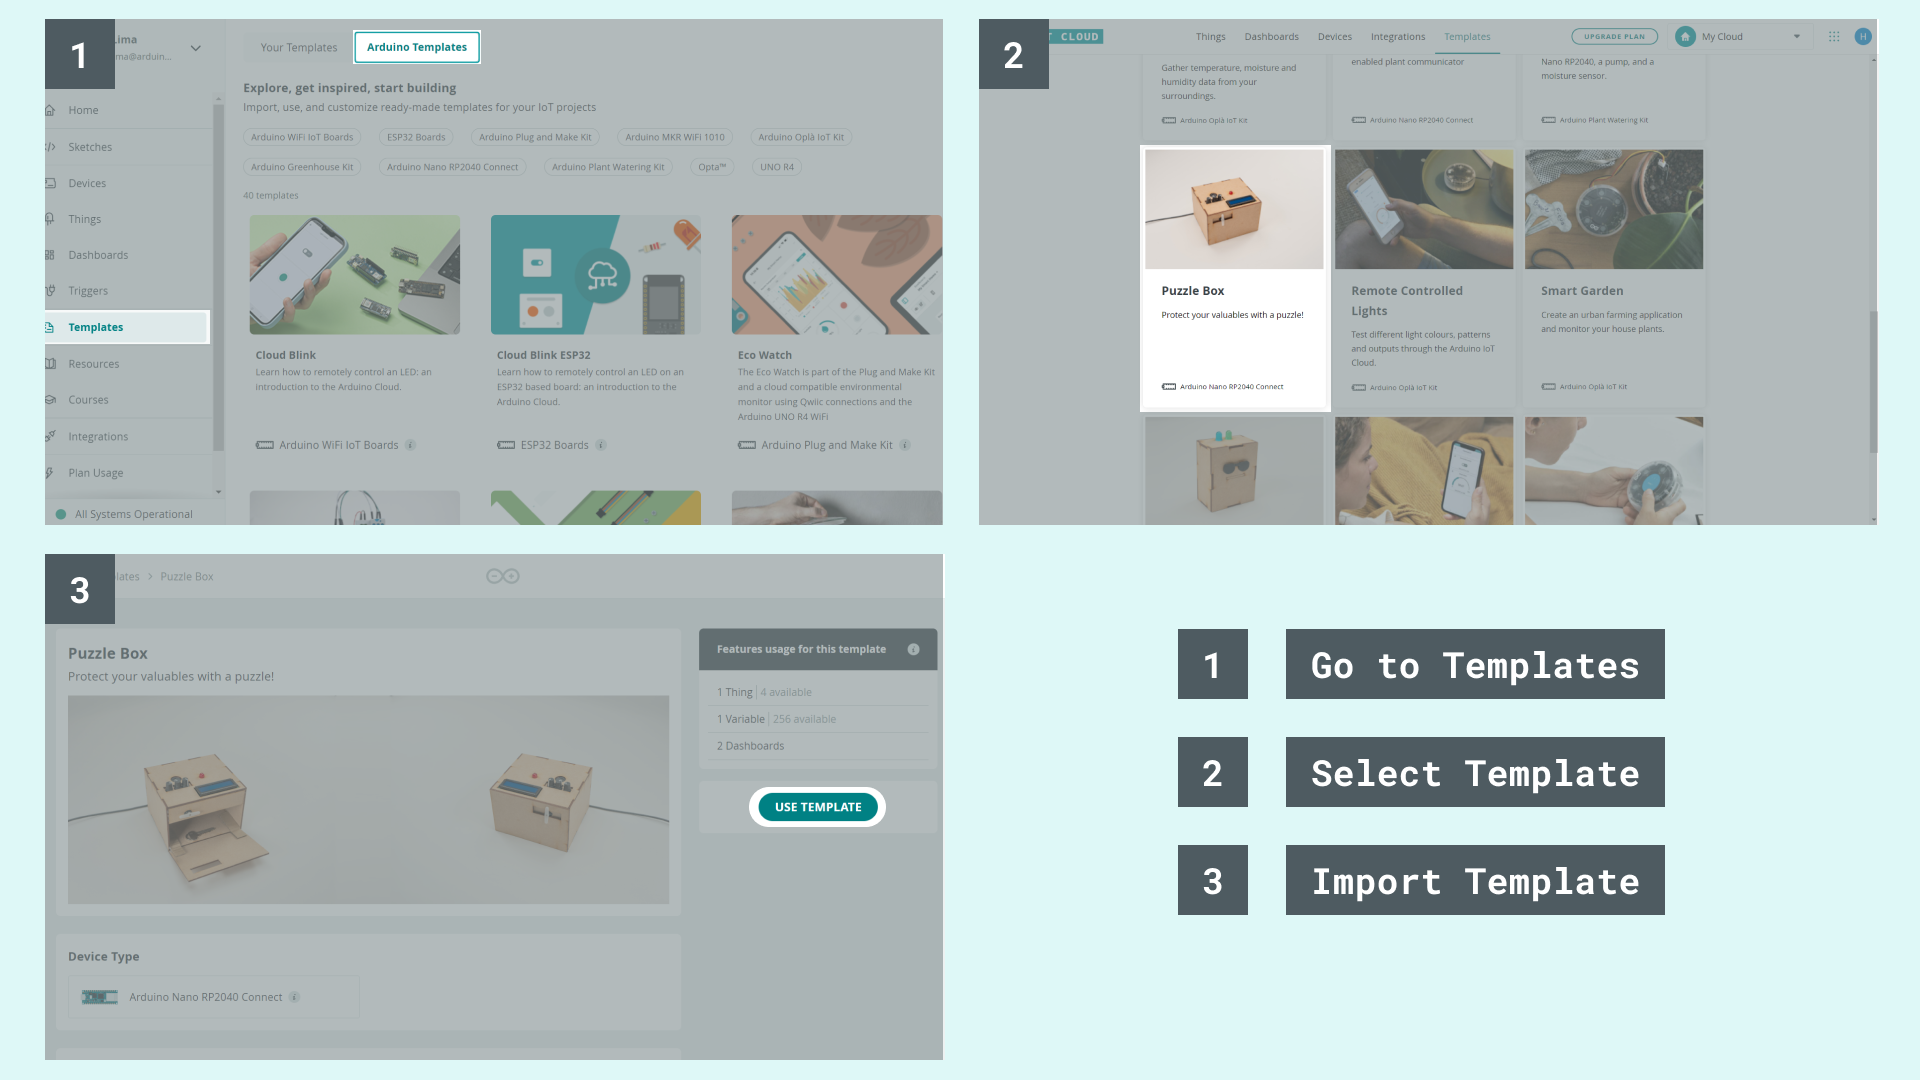 1
Lima
ma@arduin...
Home
Sketches
Devices
Things
Dashboards
Triggers
Templates
Resources
Courses
Integrations
Plan Usage
All Systems Operational
Your Templates
Arduino Templates
Explore, get inspired, start building
Import, use, and customize ready-made templates for your IoT projects
Arduino WiFi IoT Boards
ESP32 Boards
Arduino Plug and Make Kit
Arduino MKR WiFi 1010
Arduino Oplà IoT Kit
Arduino Greenhouse Kit
Arduino Nano RP2040 Connect
Arduino Plant Watering Kit
Opta™
UNO R4
40 templates
Cloud Blink
Learn how to remotely control an LED: an
introduction to the Arduino Cloud.
Arduino WiFi IoT Boards
Cloud Blink ESP32
Learn how to remotely control an LED on an
ESP32 based board: an introduction to the
Arduino Cloud.
ESP32 Boards
Eco Watch
The Eco Watch is part of the Plug and Make Kit
and a cloud compatible environmental
monitor using Qwiic connections and the
Arduino UNO R4 WiFi
Arduino Plug and Make Kit
2
T CLOUD
Things
Dashboards
Devices
Integrations
Templates
UPGRADE PLAN
My Cloud
H
Gather temperature, moisture and
humidity data from your
surroundings.
Arduino Oplà IoT Kit
enabled plant communicator
Arduino Nano RP2040 Connect
Nano RP2040, a pump, and a
moisture sensor.
Arduino Plant Watering Kit
Puzzle Box
Protect your valuables with a puzzle!
Arduino Nano RP2040 Connect
Remote Controlled
Lights
Test different light colours, patterns
and outputs through the Arduino IoT
Cloud.
Arduino Oplà IoT Kit
Smart Garden
Create an urban farming application
and monitor your house plants.
Arduino Oplà IoT Kit
3
lates > Puzzle Box
Puzzle Box
Protect your valuables with a puzzle!
Features usage for this template
1 Thing | 4 available
1 Variable | 256 available
2 Dashboards
USE TEMPLATE
Device Type
Arduino Nano RP2040 Connect
1 Go to Templates
2 Select Template
3 Import Template